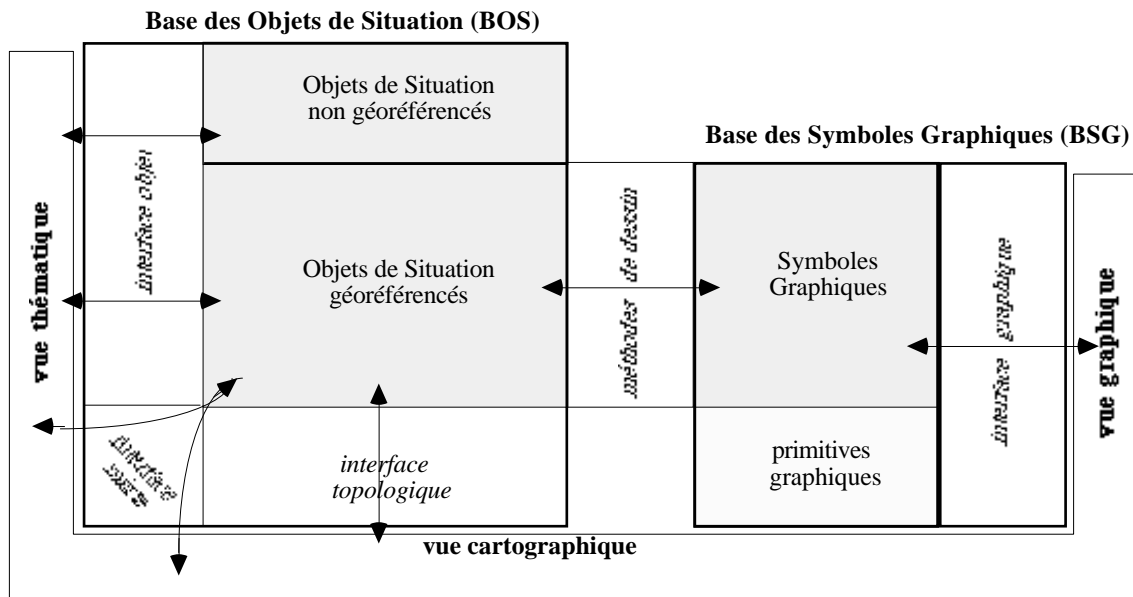 Base des Objets de Situation (BOS)
Objets de Situation
non géoréférencés
Base des Symboles Graphiques (BSG)
interface objet
vue thématique
Objets de Situation
géoréférencés
méthodes de dessin
Symboles
Graphiques
interface graphique
vue graphique
interface
interface
topologique
primitives
graphiques
vue cartographique